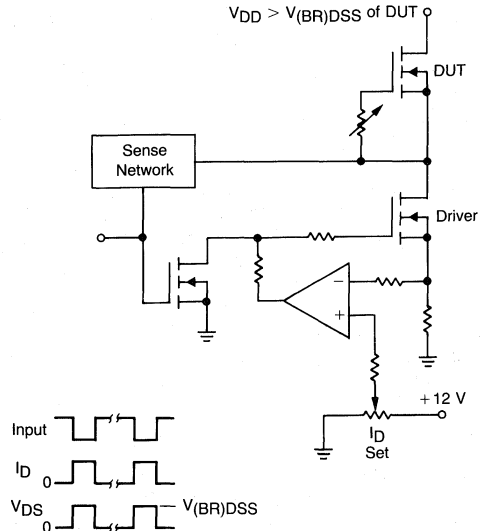 VDD > V(BR)DSS of DUT
DUT
Sense
Network
Driver
-
+
+12 V
ID
Set
Input
ID
0
VDS
V(BR)DSS
0